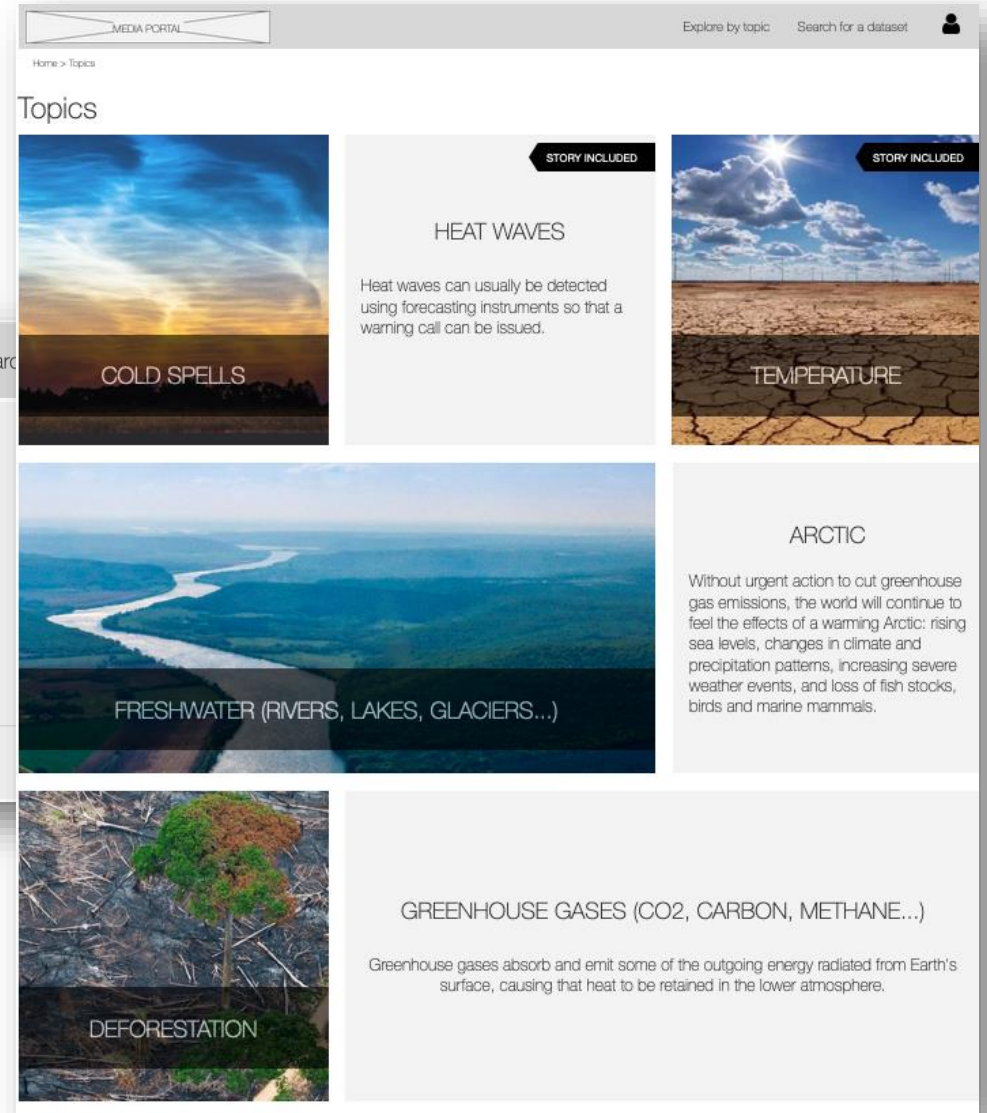 MEDIA PORTAL
Explore by topic
Search for a dataset
Home > Topics
Topics
COLD SPELLS
STORY INCLUDED
HEAT WAVES
Heat waves can usually be detected
using forecasting instruments so that a
warning call can be issued.
STORY INCLUDED
TEMPERATURE
FRESHWATER (RIVERS, LAKES, GLACIERS...)
ARCTIC
Without urgent action to cut greenhouse
gas emissions, the world will continue to
feel the effects of a warming Arctic: rising
sea levels, changes in climate and
precipitation patterns, increasing severe
weather events, and loss of fish stocks,
birds and marine mammals.
DEFORESTATION
GREENHOUSE GASES (CO2, CARBON, METHANE...)
Greenhouse gases absorb and emit some of the outgoing energy radiated from Earth's
surface, causing that heat to be retained in the lower atmosphere.